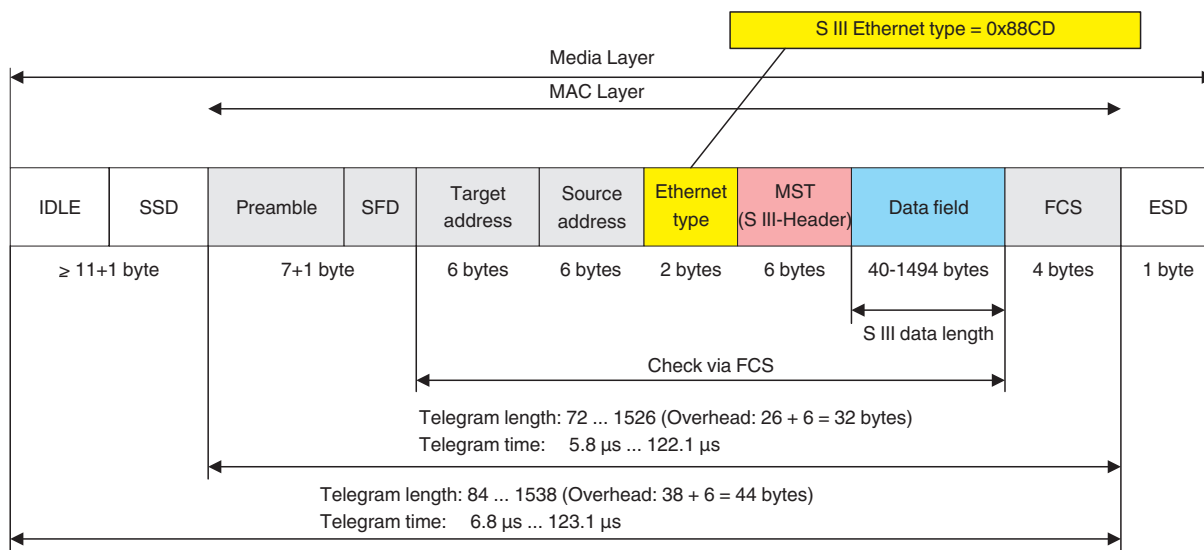 S III Ethernet type = 0x88CD
Media Layer
MAC Layer
IDLE
SSD
Preamble
SFD
Target
address
Source
address
Ethernet
type
MST
(S III-Header)
Data field
FCS
ESD
≥ 11+1 byte
7+1 byte
6 bytes
6 bytes
2 bytes
6 bytes
40-1494 bytes
4 bytes
1 byte
S III data length
Check via FCS
Telegram length: 72 ... 1526 (Overhead: 26 + 6 = 32 bytes)
Telegram time: 5.8 µs ... 122.1 µs
Telegram length: 84 ... 1538 (Overhead: 38 + 6 = 44 bytes)
Telegram time: 6.8 µs ... 123.1 µs